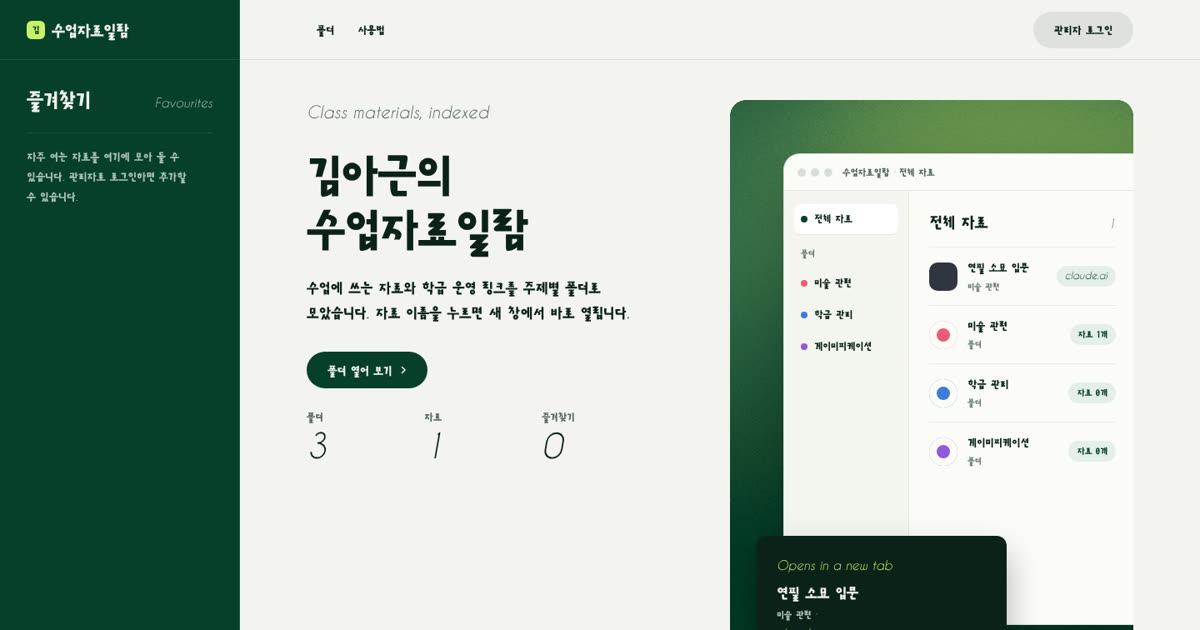 김 수업자료일람
폴더 사용법
관리자 로그인
즐겨찾기 Favourites
자주 여는 자료를 여기에 모아 둘 수
있습니다. 관리자로 로그인하면 추가할
수 있습니다.
Class materials, indexed
김아근의
수업자료일람
수업에 쓰는 자료와 학급 운영 링크를 주제별 폴더로
모았습니다. 자료 이름을 누르면 새 창에서 바로 열립니다.
폴더 열어 보기
폴더 자료 즐겨찾기
3 1 0
수업자료일람 · 전체 자료
전체 자료
폴더
미술 관련
학급 관리
게이미피케이션
전체 자료 1
연필 소묘 입문
미술 관련
claude.ai
미술 관련
폴더
자료 1개
학급 관리
폴더
자료 0개
게이미피케이션
폴더
자료 0개
Opens in a new tab
연필 소묘 입문
미술 관련 ·